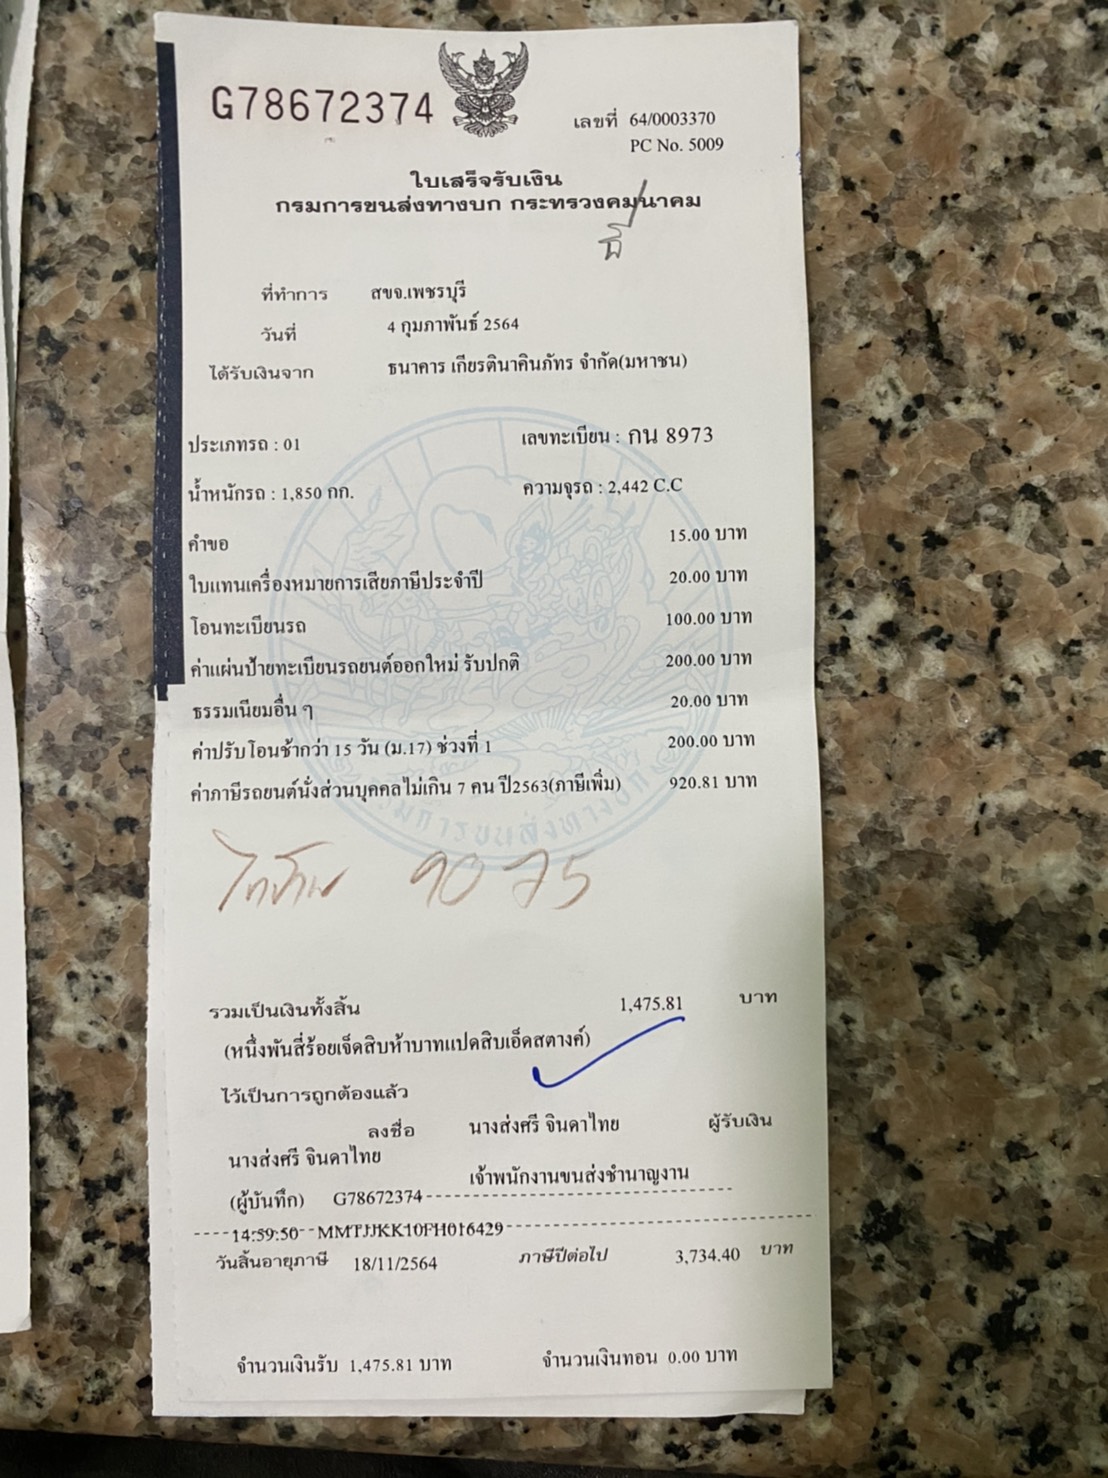 G78672374
เลขที่ 64/0003370
PC No. 5009
ใบเสร็จรับเงิน
กรมการขนส่งทางบก กระทรวงคมนาคม
ที่ทำการ สขจ.เพชรบุรี
วันที่ 4 กุมภาพันธ์ 2564
ได้รับเงินจาก ธนาคาร เกียรตินาคินภัทร จำกัด(มหาชน)
ประเภทรถ : 01 เลขทะเบียน : กน 8973
น้ำหนักรถ : 1,850 กก. ความจุรถ : 2,442 C.C
คำขอ 15.00 บาท
ใบแทนเครื่องหมายการเสียภาษีประจำปี 20.00 บาท
โอนทะเบียนรถ 100.00 บาท
ค่าแผ่นป้ายทะเบียนรถยนต์ออกใหม่ รับปกติ 200.00 บาท
ธรรมเนียมอื่น ๆ 20.00 บาท
ค่าปรับโอนช้ากว่า 15 วัน (ม.17) ช่วงที่ 1 200.00 บาท
ค่าภาษีรถยนต์นั่งส่วนบุคคลไม่เกิน 7 คน ปี2563(ภาษีเพิ่ม) 920.81 บาท
กรมการขนส่งทางบก
รวมเป็นเงินทั้งสิ้น 1,475.81 บาท
(หนึ่งพันสี่ร้อยเจ็ดสิบห้าบาทแปดสิบเอ็ดสตางค์)
ไว้เป็นการถูกต้องแล้ว
ลงชื่อ นางส่งศรี จินดาไทย ผู้รับเงิน
นางส่งศรี จินดาไทย
เจ้าพนักงานขนส่งชำนาญงาน
(ผู้บันทึก) G78672374
14:59:50 MMTJJKK10FH016429
วันสิ้นอายุภาษี 18/11/2564 ภาษีปีต่อไป 3,734.40 บาท
จำนวนเงินรับ 1,475.81 บาท จำนวนเงินทอน 0.00 บาท